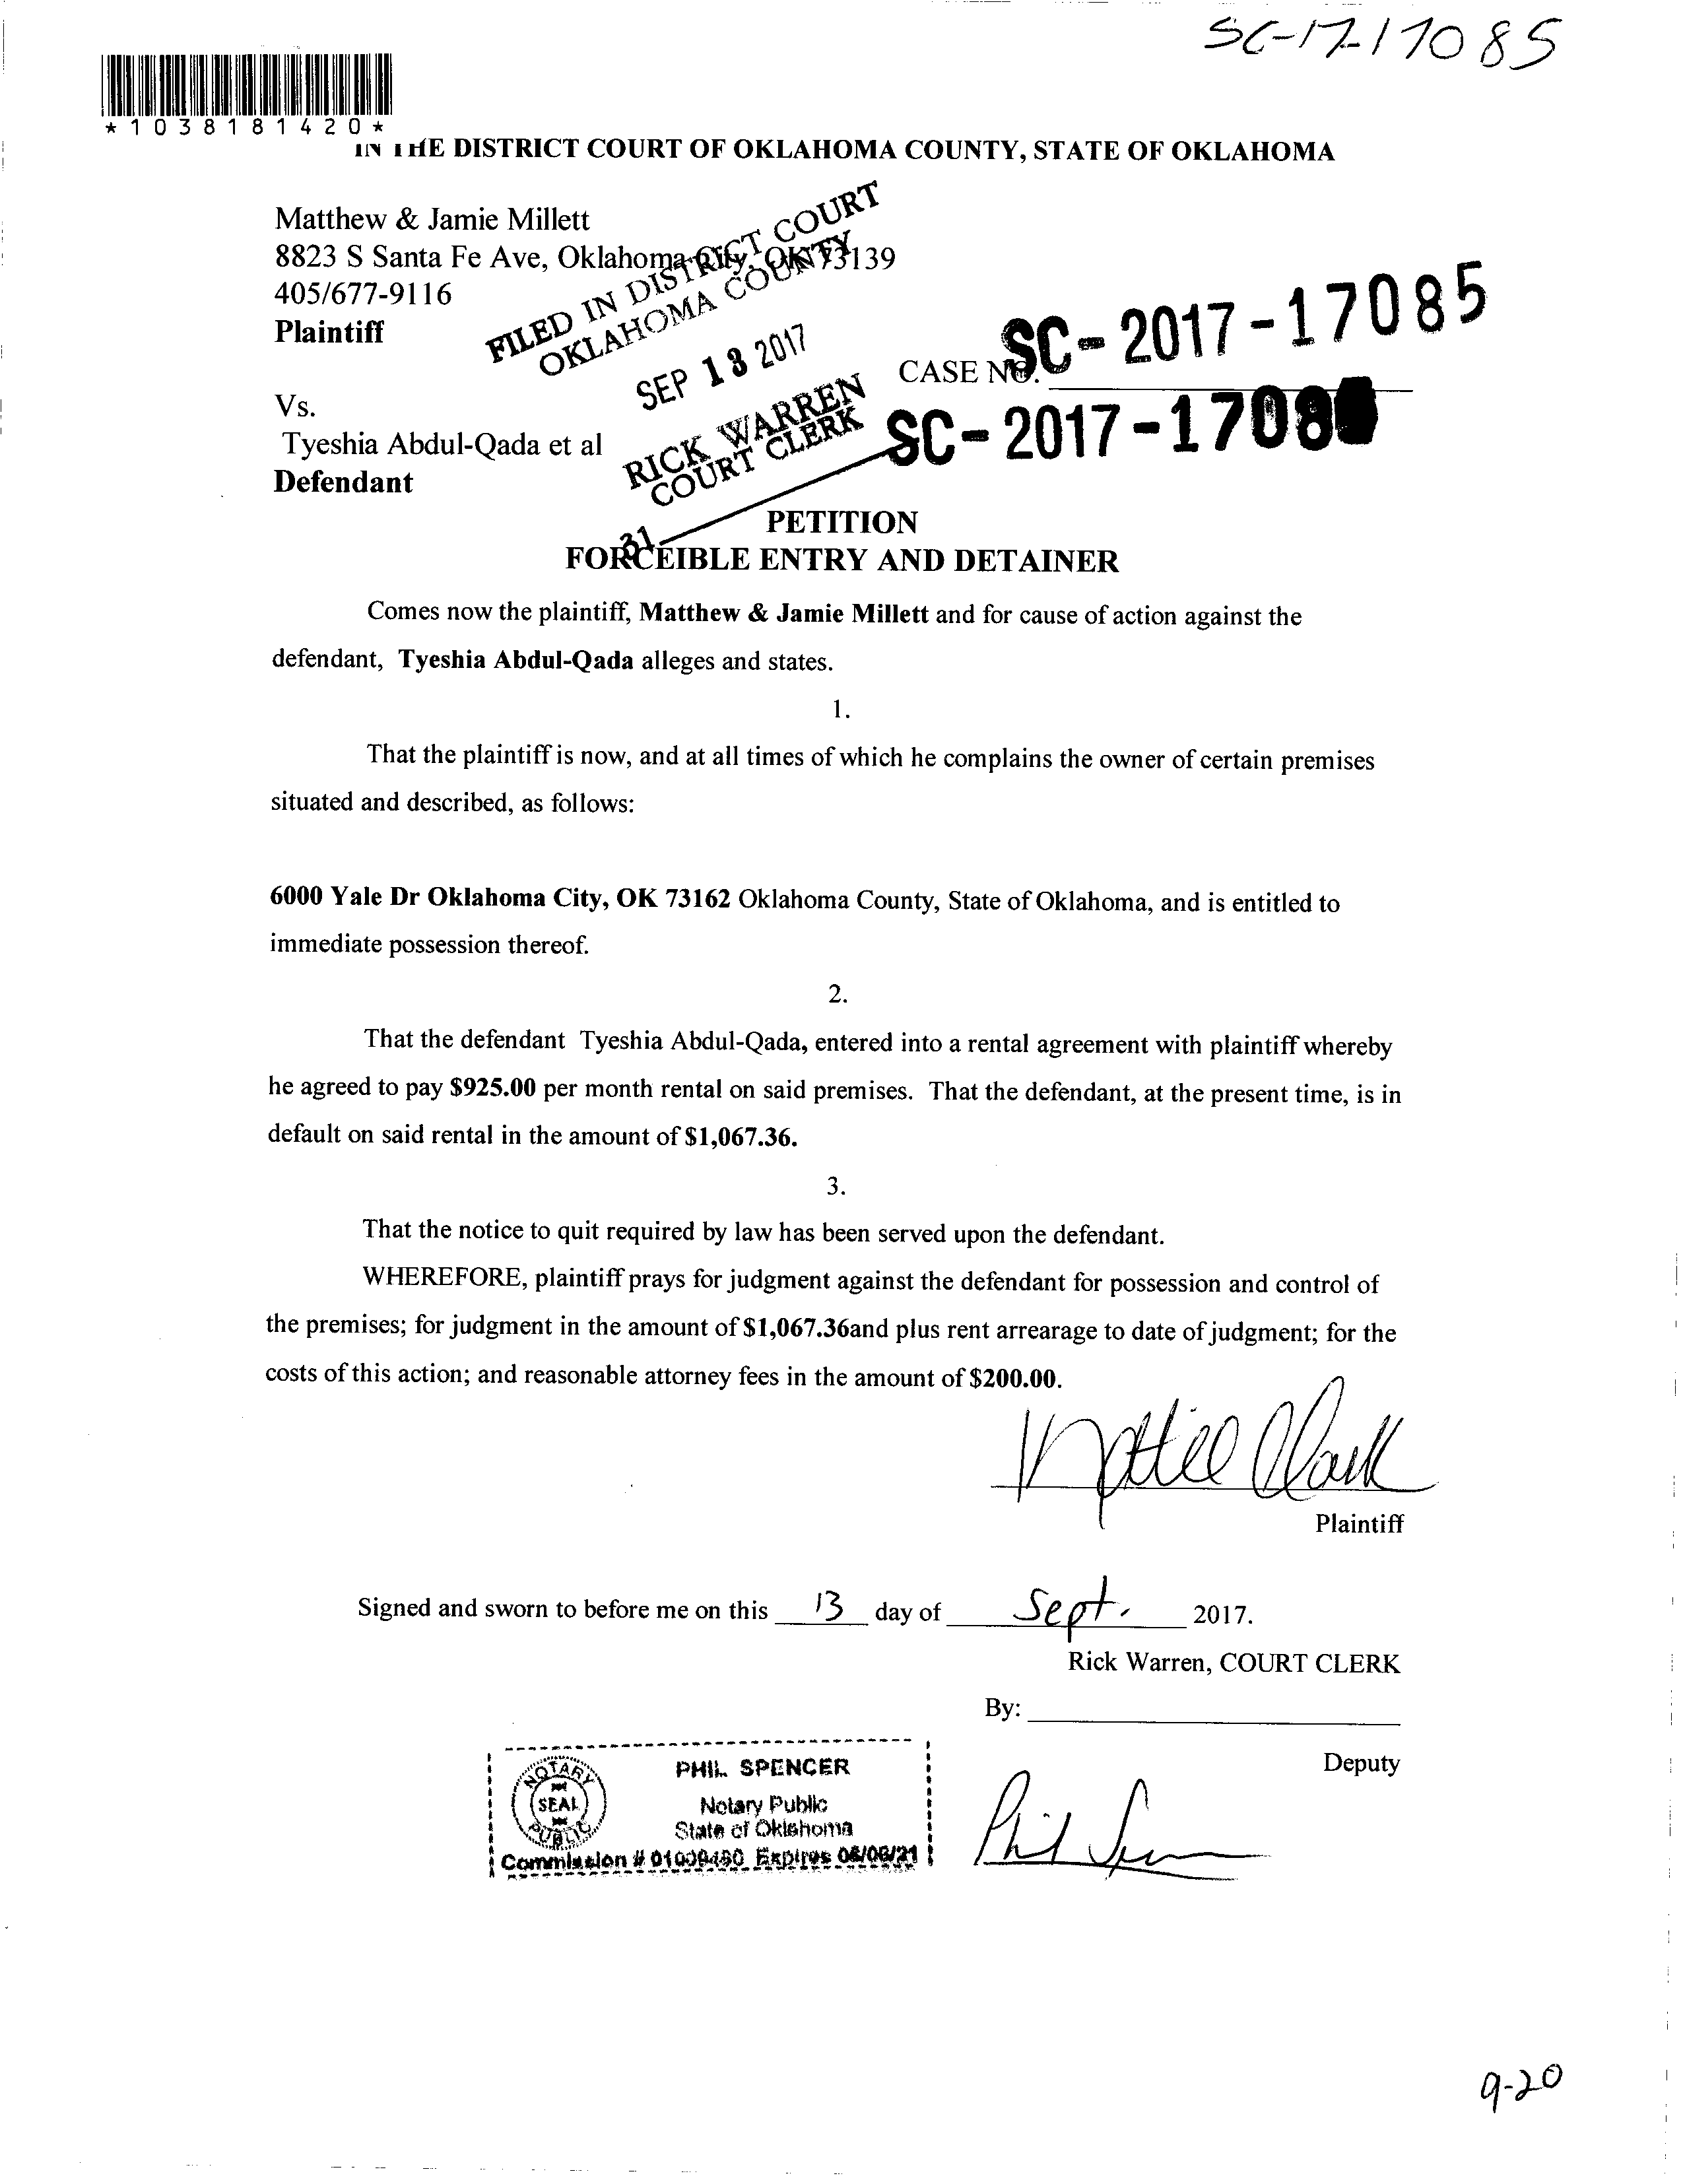 SC-17-17085
*1038181420*
IN THE DISTRICT COURT OF OKLAHOMA COUNTY, STATE OF OKLAHOMA
Matthew & Jamie Millett
8823 S Santa Fe Ave, Oklahoma City, OK 73139
405/677-9116
Plaintiff
FILED IN DISTRICT COURT
OKLAHOMA COUNTY
SEP 13 2017
RICK WARREN
COURT CLERK
31
CASE NO.
SC-2017-17085
SC-2017-1708
Vs.
Tyeshia Abdul-Qada et al
Defendant
PETITION
FORCEIBLE ENTRY AND DETAINER
Comes now the plaintiff, Matthew & Jamie Millett and for cause of action against the
defendant, Tyeshia Abdul-Qada alleges and states.
1.
That the plaintiff is now, and at all times of which he complains the owner of certain premises
situated and described, as follows:
6000 Yale Dr Oklahoma City, OK 73162 Oklahoma County, State of Oklahoma, and is entitled to
immediate possession thereof.
2.
That the defendant Tyeshia Abdul-Qada, entered into a rental agreement with plaintiff whereby
he agreed to pay $925.00 per month rental on said premises. That the defendant, at the present time, is in
default on said rental in the amount of $1,067.36.
3.
That the notice to quit required by law has been served upon the defendant.
WHEREFORE, plaintiff prays for judgment against the defendant for possession and control of
the premises; for judgment in the amount of $1,067.36and plus rent arrearage to date of judgment; for the
costs of this action; and reasonable attorney fees in the amount of $200.00.
Plaintiff
Signed and sworn to before me on this 13 day of Sept. 2017.
Rick Warren, COURT CLERK
By:
Deputy
NOTARY
SEAL
PUBLIC
PHIL SPENCER
Notary Public
State of Oklahoma
Commission # 01009480 Expires
Phil
9-20